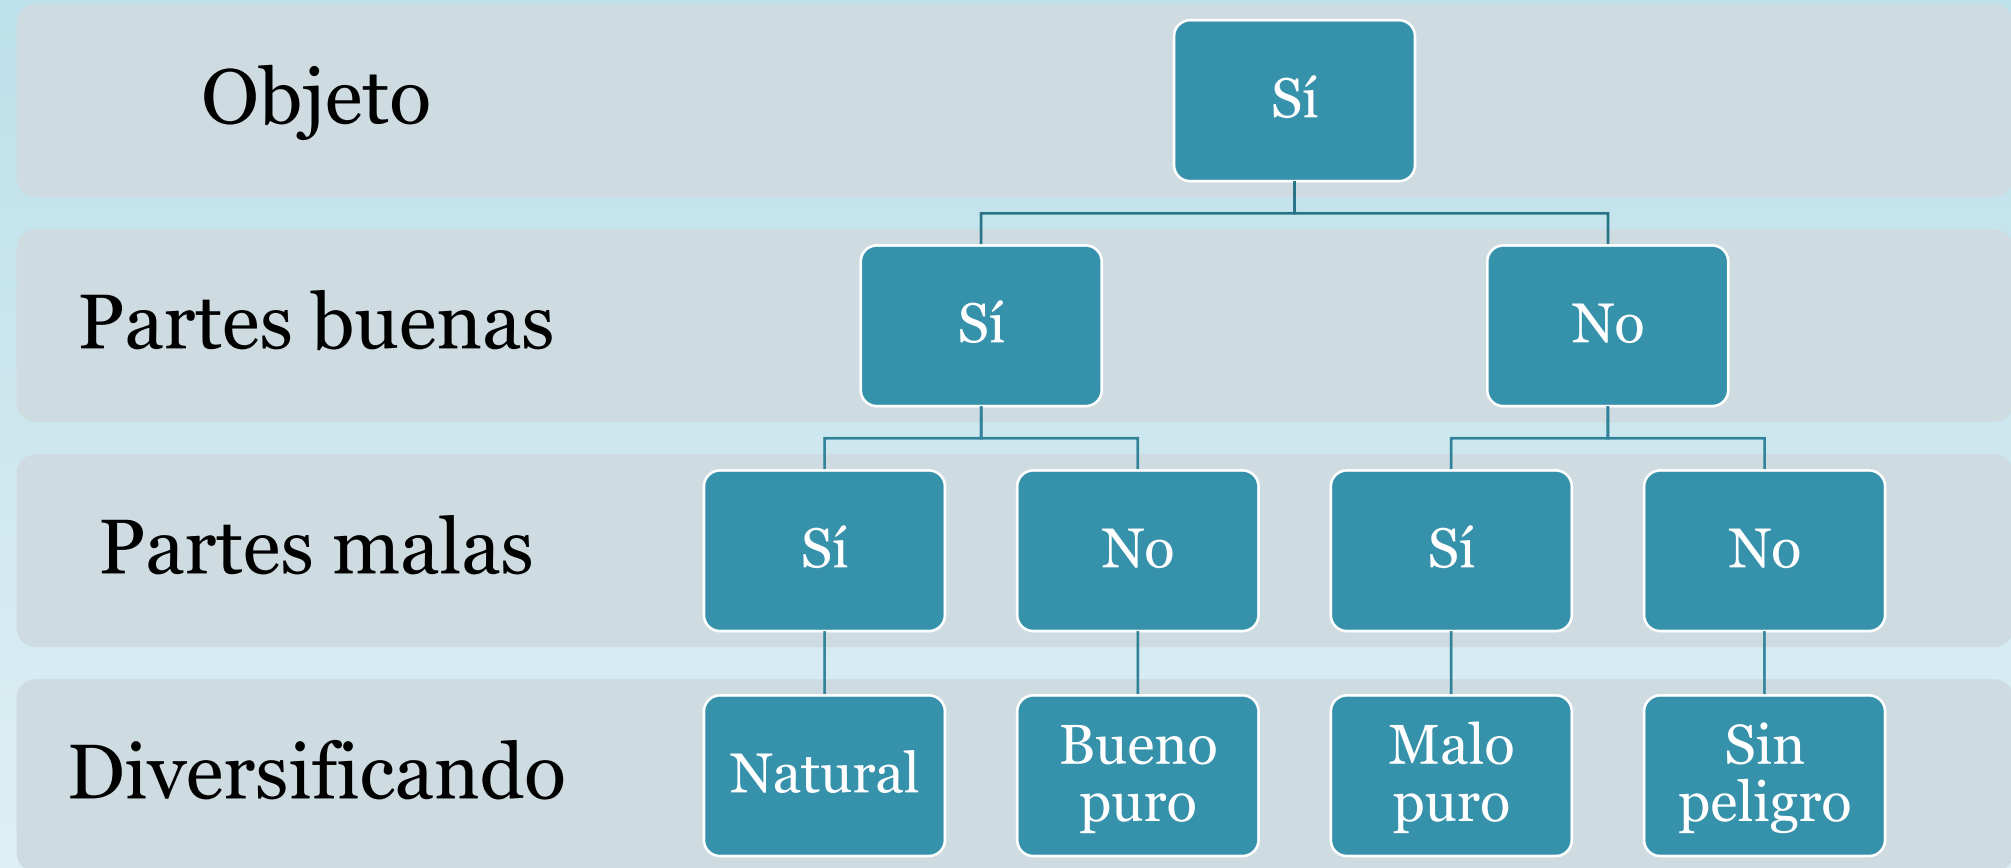 Objeto
Sí
Partes buenas
Sí
No
Partes malas
Sí
No
Sí
No
Diversificando
Natural
Bueno
puro
Malo
puro
Sin
peligro